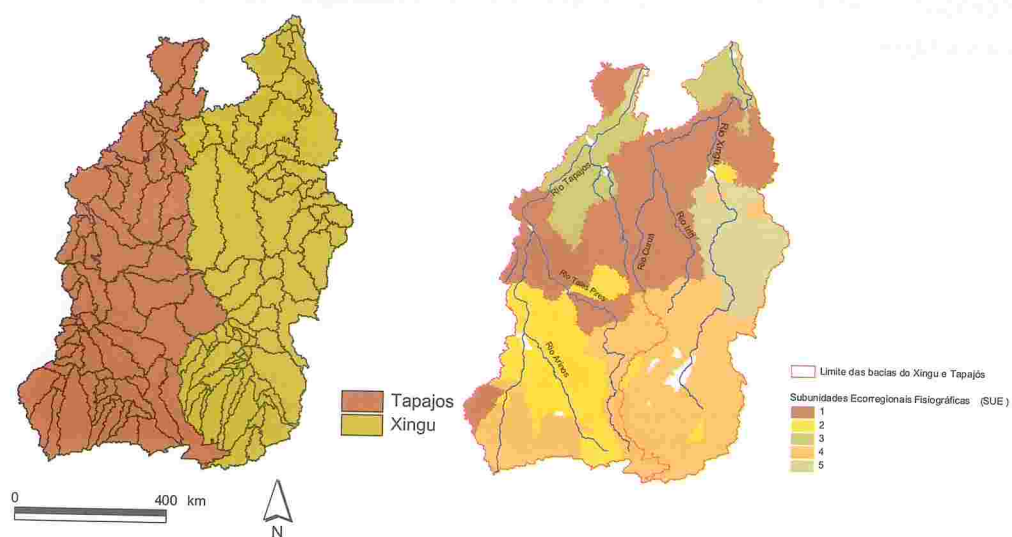 Tapajos
Xingu
0 400 km
N
Rio Tapajós
Rio Xingu
Rio Iriri
Rio Curuá
Rio Teles Pires
Rio Arinos
Limite das bacias do Xingu e Tapajós
Subunidades Ecorregionais Fisiográficas (SUE)
1
2
3
4
5